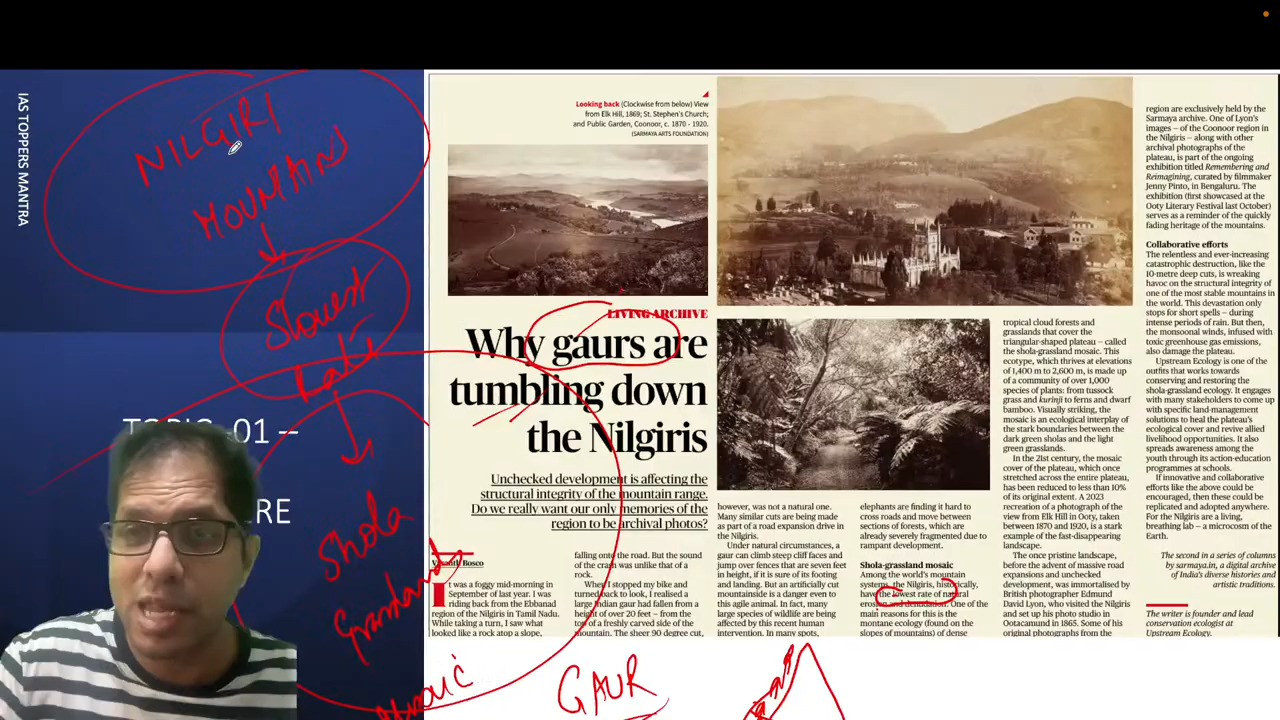 IAS TOPPERS MANTRA
NILGIRI
MOUNTAIN
Slowest
Rate
Shola
Grassland
TOPIC 01 –
RE
GAUR
Looking back (Clockwise from below) View
from Elk Hill, 1869; St. Stephen's Church;
and Public Garden, Coonoor, c. 1870 - 1920.
(SARMAYA ARTS FOUNDATION)
LIVING ARCHIVE
Why gaurs are
tumbling down
the Nilgiris
Unchecked development is affecting the
structural integrity of the mountain range.
Do we really want our only memories of the
region to be archival photos?
Vasanth Bosco
It was a foggy mid-morning in
September last year. I was
riding back from the Ebbanad
region of the Nilgiris in Tamil Nadu.
While taking a turn, I saw what
looked like a rock atop a slope,
falling onto the road. But the sound
of the crack was unlike that of a
rock.
When I stopped my bike and
turned back to look, I realised a
large Indian gaur had fallen from a
height of over 20 feet – from the
top of a freshly carved side of the
mountain. The sheer 90 degree cut,
however, was not a natural one.
Many similar cuts are being made
as part of a road expansion drive in
the Nilgiris.
Under natural circumstances, a
gaur can climb steep cliff faces and
jump over fences that are seven feet
in height, if it is sure of its footing
and landing. But an artificially cut
mountainside is a danger even to
this agile animal. In fact, many
large species of wildlife are being
affected by this recent human
intervention. In many spots,
elephants are finding it hard to
cross roads and move between
sections of forests, which are
already severely fragmented due to
rampant development.
Shola-grassland mosaic
Among the world's mountain
systems, the Nilgiris, historically,
have the lowest rate of natural
erosion and denudation. One of the
main reasons for this is the
montane ecology (found on the
slopes of mountains) of dense
tropical cloud forests and
grasslands that cover the
triangular-shaped plateau – called
the shola-grassland mosaic. This
ecotype, which thrives at elevations
of 1,400 m to 2,600 m, is made up
of a community of over 1,000
species of plants: from tussock
grass and kurinji to ferns and dwarf
bamboo. Visually striking, the
mosaic is an ecological interplay of
the stark boundaries between the
dark green sholas and the light
green grasslands.
In the 21st century, the mosaic
cover of the plateau, which once
stretched across the entire plateau,
has been reduced to less than 10%
of its original extent. A 2023
recreation of a photograph of the
view from Elk Hill in Ooty, taken
between 1870 and 1920, is a stark
example of the fast-disappearing
landscape.
The once pristine landscape,
before the advent of massive road
expansions and unchecked
development, was immortalised by
British photographer Edmund
David Lyon, who visited the Nilgiris
and set up his photo studio in
Ootacamund in 1865. Some of his
original photographs from the
region are exclusively held by the
Sarmaya archive. One of Lyon's
images – of the Coonoor region in
the Nilgiris – along with other
archival photographs of the
plateau, is part of the ongoing
exhibition titled Remembering and
Reimagining, curated by filmmaker
Jenny Pinto, in Bengaluru. The
exhibition (first showcased at the
Ooty Literary Festival last October)
serves as a reminder of the quickly
fading heritage of the mountains.
Collaborative efforts
The relentless and ever-increasing
catastrophic destruction, like the
10-metre deep cuts, is wreaking
havoc on the structural integrity of
one of the most stable mountains in
the world. This devastation only
stops for short spells – during
intense periods of rain. But then,
the monsoonal winds, infused with
toxic greenhouse gas emissions,
also damage the plateau.
Upstream Ecology is one of the
outfits that works towards
conserving and restoring the
shola-grassland ecology. It engages
with many stakeholders to come up
with specific land-management
solutions to heal the plateau's
ecological cover and revive allied
livelihood opportunities. It also
spreads awareness among the
youth through its action-education
programmes at schools.
If innovative and collaborative
efforts like the above could be
encouraged, then these could be
replicated and adopted anywhere.
For the Nilgiris are a living,
breathing lab – a microcosm of the
Earth.
The second in a series of columns
by sarmaya.in, a digital archive
of India's diverse histories and
artistic traditions.
The writer is founder and lead
conservation ecologist at
Upstream Ecology.